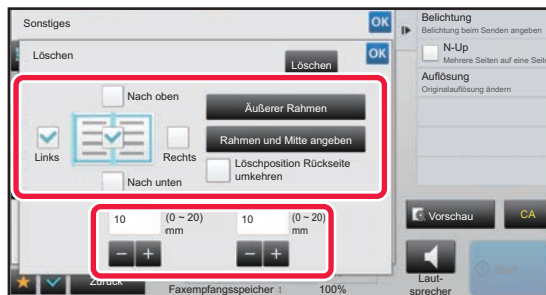 Sonstiges
OK
Löschen
OK
Löschen
Nach oben
Äußerer Rahmen
Links
Rechts
Rahmen und Mitte angeben
Löschposition Rückseite
umkehren
Nach unten
10
(0 ~ 20)
mm
10
(0 ~ 20)
mm
Zurück
Faxempfangsspeicher :
100%
Belichtung
Belichtung beim Senden angeben
N-Up
Mehrere Seiten auf eine Seite
Auflösung
Originalauflösung ändern
Vorschau
CA
Laut-
sprecher
Start